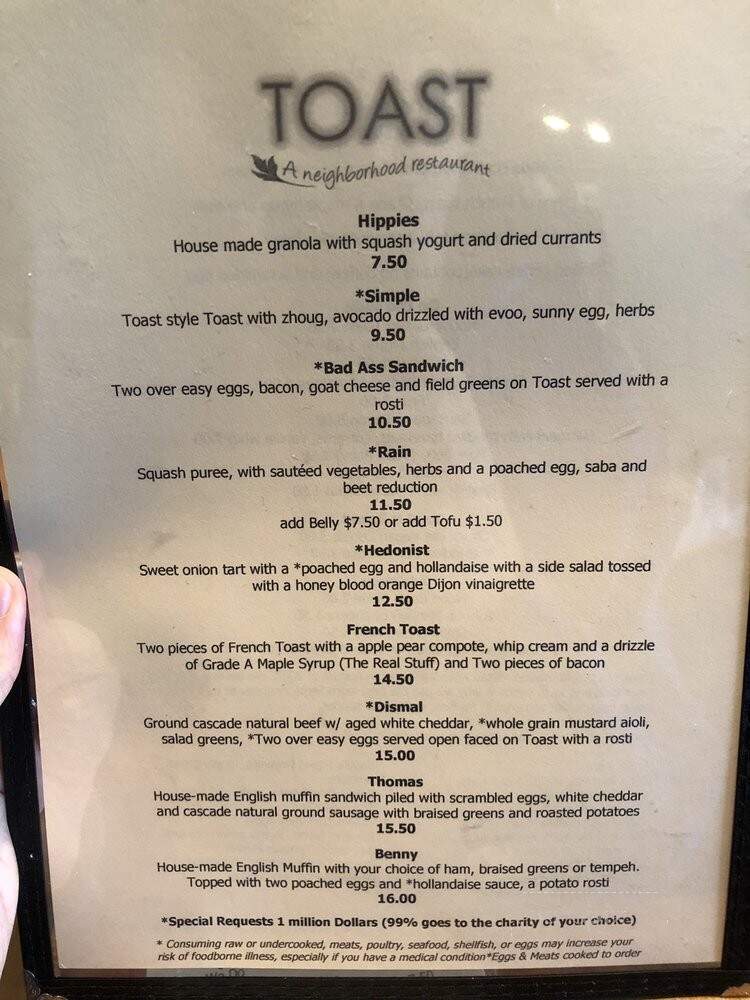 TOAST
A neighborhood restaurant
Hippies
House made granola with squash yogurt and dried currants
7.50
*Simple
Toast style Toast with zhoug, avocado drizzled with evoo, sunny egg, herbs
9.50
*Bad Ass Sandwich
Two over easy eggs, bacon, goat cheese and field greens on Toast served with a
rosti
10.50
*Rain
Squash puree, with sautéed vegetables, herbs and a poached egg, saba and
beet reduction
11.50
add Belly $7.50 or add Tofu $1.50
*Hedonist
Sweet onion tart with a *poached egg and hollandaise with a side salad tossed
with a honey blood orange Dijon vinaigrette
12.50
French Toast
Two pieces of French Toast with a apple pear compote, whip cream and a drizzle
of Grade A Maple Syrup (The Real Stuff) and Two pieces of bacon
14.50
*Dismal
Ground cascade natural beef w/ aged white cheddar, *whole grain mustard aioli,
salad greens, *Two over easy eggs served open faced on Toast with a rosti
15.00
Thomas
House-made English muffin sandwich piled with scrambled eggs, white cheddar
and cascade natural ground sausage with braised greens and roasted potatoes
15.50
Benny
House-made English Muffin with your choice of ham, braised greens or tempeh.
Topped with two poached eggs and *hollandaise sauce, a potato rosti
16.00
*Special Requests 1 million Dollars (99% goes to the charity of your choice)
* Consuming raw or undercooked, meats, poultry, seafood, shellfish, or eggs may increase your
risk of foodborne illness, especially if you have a medical condition*Eggs & Meats cooked to order